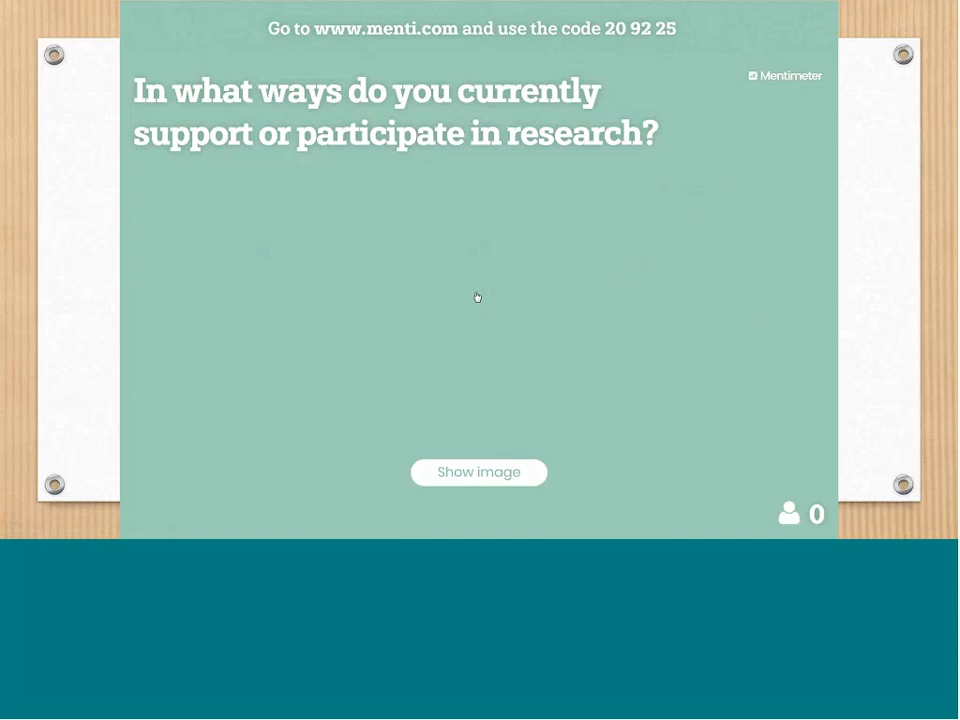 Go to www.menti.com and use the code 20 92 25
Mentimeter
In what ways do you currently
support or participate in research?
Show image
0